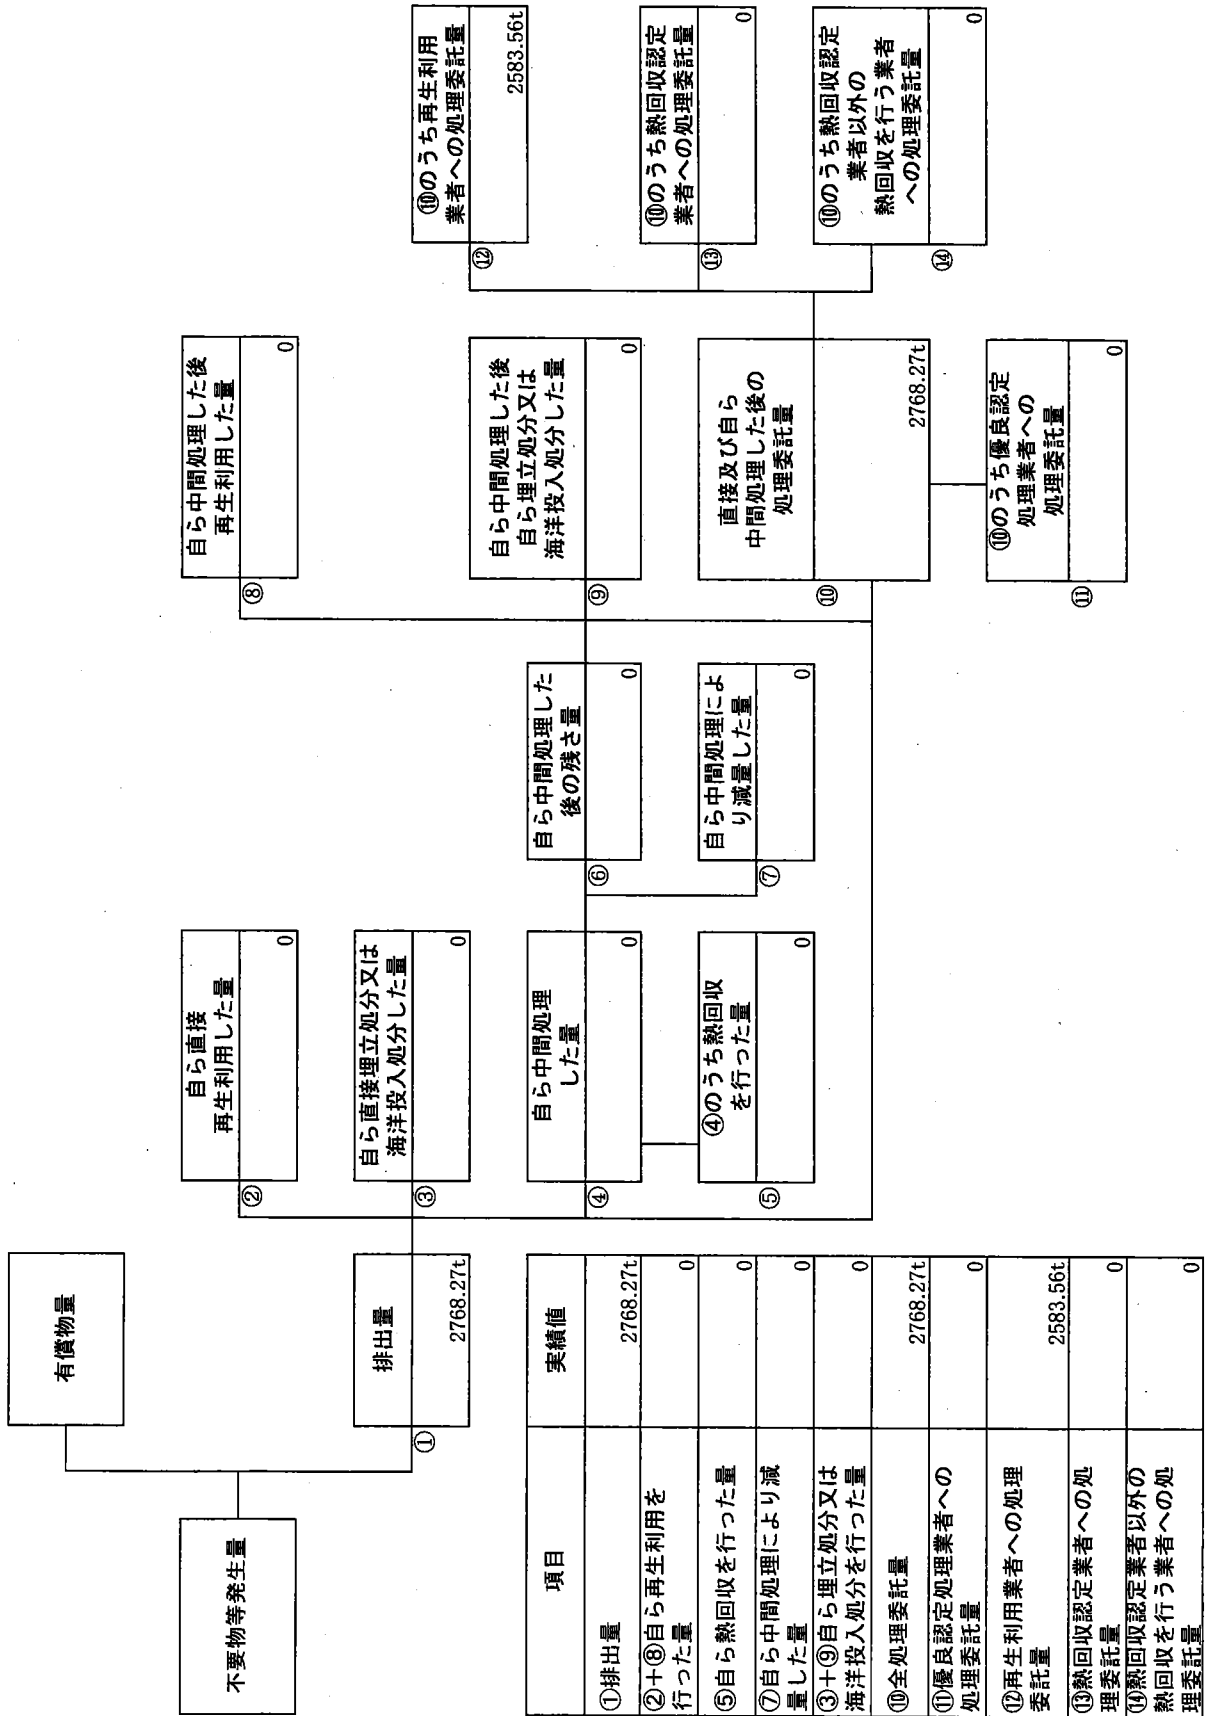 不要物等発生量
有償物量
排出量
①
2768.27t
②
自ら直接
再生利用した量
0
③
自ら直接埋立処分又は
海洋投入処分した量
0
④
自ら中間処理
した量
0
⑤
④のうち熱回収
を行った量
0
⑥
自ら中間処理した
後の残さ量
0
⑦
自ら中間処理によ
り減量した量
0
⑧
自ら中間処理した後
再生利用した量
0
⑨
自ら中間処理した後
自ら埋立処分又は
海洋投入処分した量
0
⑩
直接及び自ら
中間処理した後の
処理委託量
2768.27t
⑪
⑩のうち優良認定
処理業者への
処理委託量
0
⑫
⑩のうち再生利用
業者への処理委託量
2583.56t
⑬
⑩のうち熱回収認定
業者への処理委託量
0
⑭
⑩のうち熱回収認定
業者以外の
熱回収を行う業者
への処理委託量
0
項目 実績値
①排出量 2768.27t
②+⑧自ら再生利用を
行った量 0
⑤自ら熱回収を行った量 0
⑦自ら中間処理により減
量した量 0
③+⑨自ら埋立処分又は
海洋投入処分を行った量 0
⑩全処理委託量 2768.27t
⑪優良認定処理業者への
処理委託量 0
⑫再生利用業者への処理
委託量 2583.56t
⑬熱回収認定業者への処
理委託量 0
⑭熱回収認定業者以外の
熱回収を行う業者への処
理委託量 0